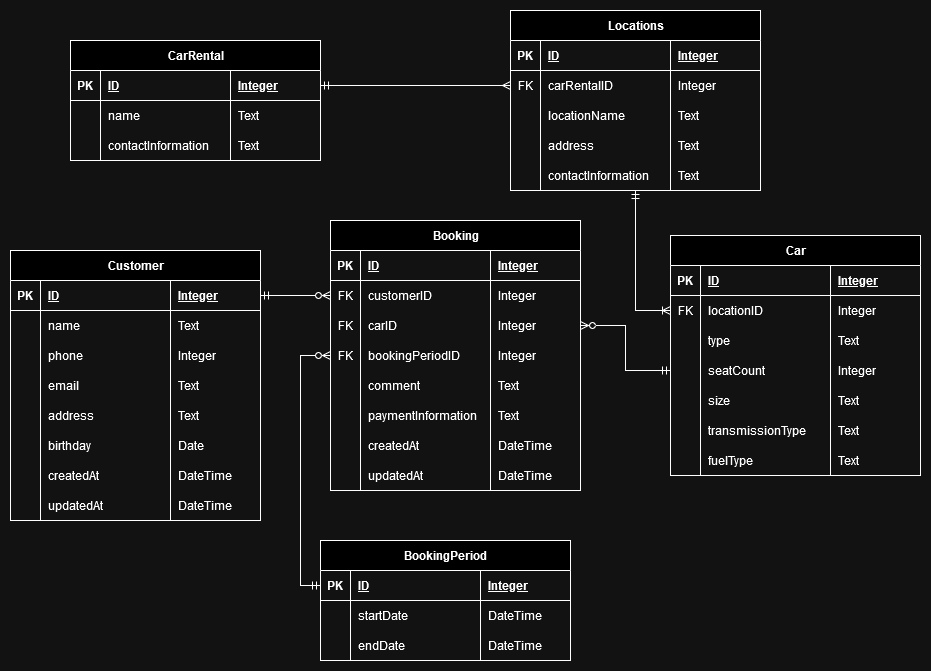 CarRental
PK ID Integer
name Text
contactInformation Text
Locations
PK ID Integer
FK carRentalID Integer
locationName Text
address Text
contactInformation Text
Customer
PK ID Integer
name Text
phone Integer
email Text
address Text
birthday Date
createdAt DateTime
updatedAt DateTime
Booking
PK ID Integer
FK customerID Integer
FK carID Integer
FK bookingPeriodID Integer
comment Text
paymentInformation Text
createdAt DateTime
updatedAt DateTime
Car
PK ID Integer
FK locationID Integer
type Text
seatCount Integer
size Text
transmissionType Text
fuelType Text
BookingPeriod
PK ID Integer
startDate DateTime
endDate DateTime